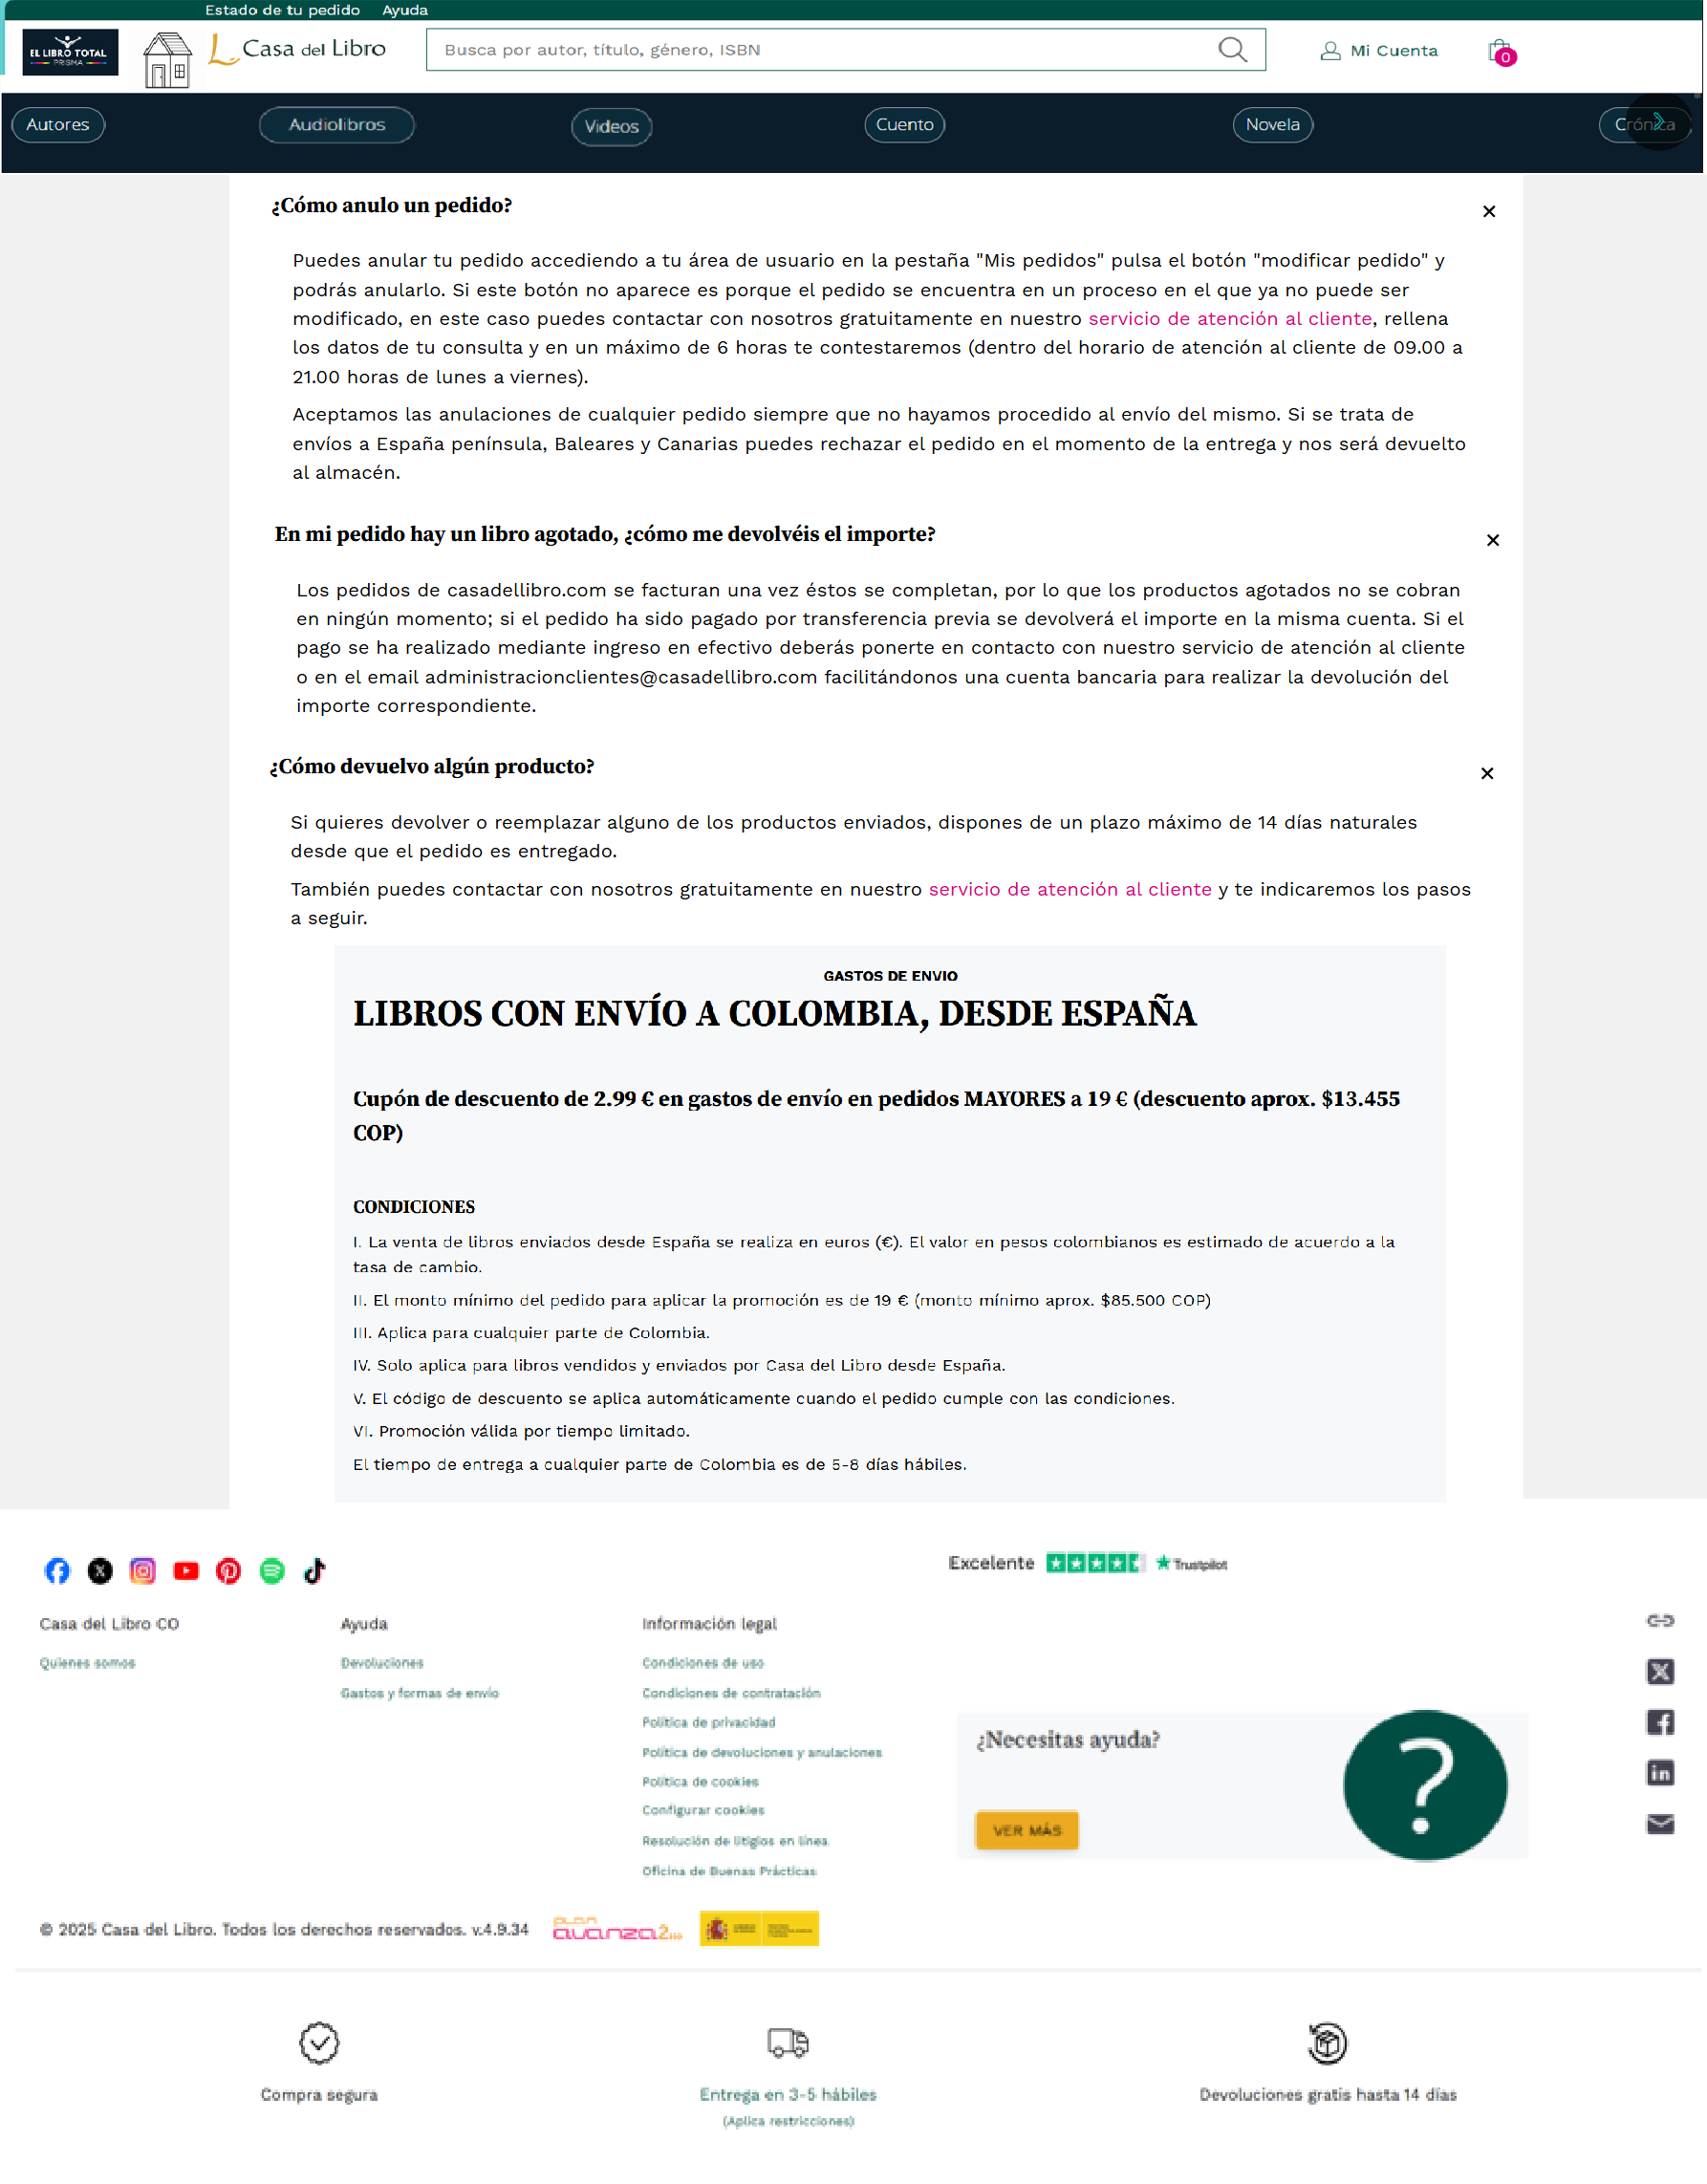 Estado de tu pedido Ayuda
EL LIBRO TOTAL
PRISMA
Casa del Libro
Busca por autor, título, género, ISBN
Mi Cuenta
0
Autores Audiolibros Videos Cuento Novela Crónica
¿Cómo anulo un pedido?
Puedes anular tu pedido accediendo a tu área de usuario en la pestaña "Mis pedidos" pulsa el botón "modificar pedido" y
podrás anularlo. Si este botón no aparece es porque el pedido se encuentra en un proceso en el que ya no puede ser
modificado, en este caso puedes contactar con nosotros gratuitamente en nuestro servicio de atención al cliente, rellena
los datos de tu consulta y en un máximo de 6 horas te contestaremos (dentro del horario de atención al cliente de 09.00 a
21.00 horas de lunes a viernes).
Aceptamos las anulaciones de cualquier pedido siempre que no hayamos procedido al envío del mismo. Si se trata de
envíos a España península, Baleares y Canarias puedes rechazar el pedido en el momento de la entrega y nos será devuelto
al almacén.
En mi pedido hay un libro agotado, ¿cómo me devolvéis el importe?
Los pedidos de casadellibro.com se facturan una vez éstos se completan, por lo que los productos agotados no se cobran
en ningún momento; si el pedido ha sido pagado por transferencia previa se devolverá el importe en la misma cuenta. Si el
pago se ha realizado mediante ingreso en efectivo deberás ponerte en contacto con nuestro servicio de atención al cliente
o en el email administracionclientes@casadellibro.com facilitándonos una cuenta bancaria para realizar la devolución del
importe correspondiente.
¿Cómo devuelvo algún producto?
Si quieres devolver o reemplazar alguno de los productos enviados, dispones de un plazo máximo de 14 días naturales
desde que el pedido es entregado.
También puedes contactar con nosotros gratuitamente en nuestro servicio de atención al cliente y te indicaremos los pasos
a seguir.
GASTOS DE ENVIO
LIBROS CON ENVÍO A COLOMBIA, DESDE ESPAÑA
Cupón de descuento de 2.99 € en gastos de envío en pedidos MAYORES a 19 € (descuento aprox. $13.455
COP)
CONDICIONES
I. La venta de libros enviados desde España se realiza en euros (€). El valor en pesos colombianos es estimado de acuerdo a la
tasa de cambio.
II. El monto mínimo del pedido para aplicar la promoción es de 19 € (monto mínimo aprox. $85.500 COP)
III. Aplica para cualquier parte de Colombia.
IV. Solo aplica para libros vendidos y enviados por Casa del Libro desde España.
V. El código de descuento se aplica automáticamente cuando el pedido cumple con las condiciones.
VI. Promoción válida por tiempo limitado.
El tiempo de entrega a cualquier parte de Colombia es de 5-8 días hábiles.
Excelente Trustpilot
Casa del Libro CO
Quienes somos
Ayuda
Devoluciones
Gastos y formas de envío
Información legal
Condiciones de uso
Condiciones de contratación
Política de privacidad
Política de devoluciones y anulaciones
Política de cookies
Configurar cookies
Resolución de litigios en línea
Oficina de Buenas Prácticas
¿Necesitas ayuda?
VER MÁS
?
© 2025 Casa del Libro. Todos los derechos reservados. v.4.9.34
PLAN
avanza2
Compra segura
Entrega en 3-5 hábiles
(Aplica restricciones)
Devoluciones gratis hasta 14 días